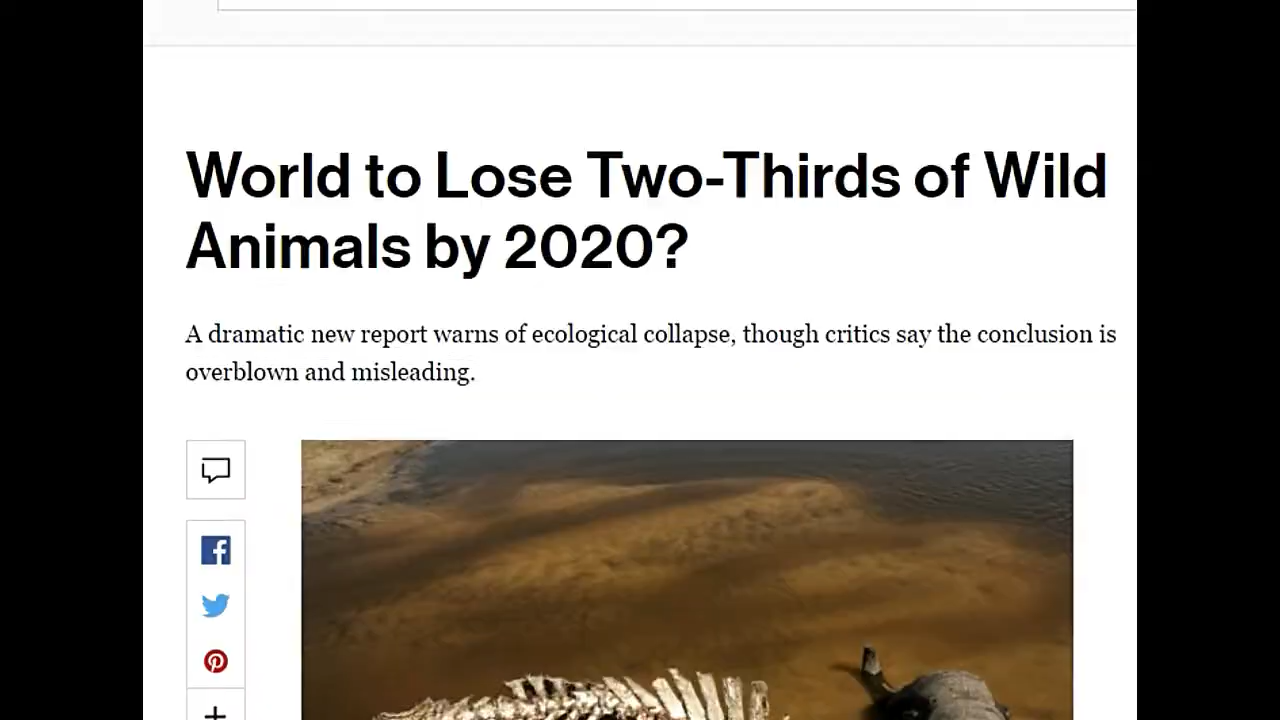 World to Lose Two-Thirds of Wild
Animals by 2020?
A dramatic new report warns of ecological collapse, though critics say the conclusion is
overblown and misleading.